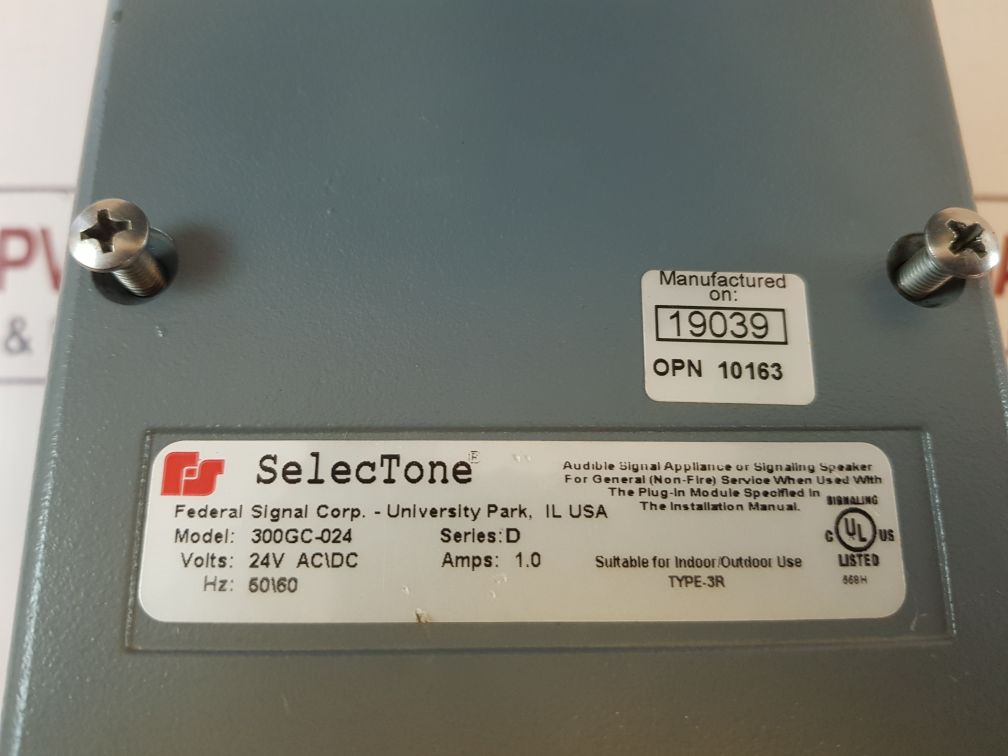 Manufactured
on:
19039
OPN 10163
SelecTone®
Audible Signal Appliance or Signaling Speaker
For General (Non-Fire) Service When Used With
The Plug-In Module Specified In
The Installation Manual.
Federal Signal Corp. - University Park, IL USA
Model: 300GC-024
Series: D
Volts: 24V AC\DC
Amps: 1.0
Hz: 50\60
Suitable for Indoor/Outdoor Use
TYPE-3R
SIGNALING
C UL US
LISTED
&